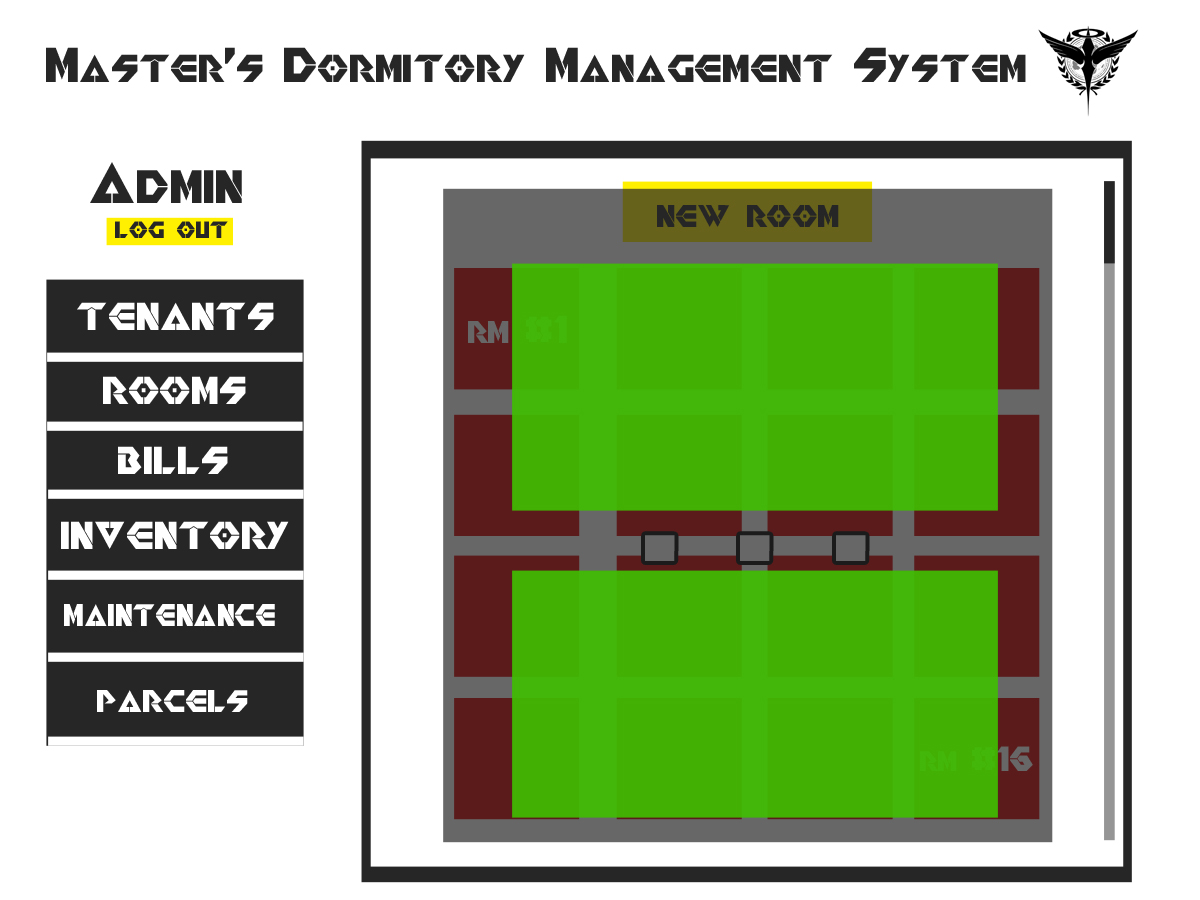 Master's Dormitory Management System
Admin
LOG OUT
TENANTS
ROOMS
BILLS
INVENTORY
MAINTENANCE
PARCELS
NEW ROOM
RM #1
RM #16